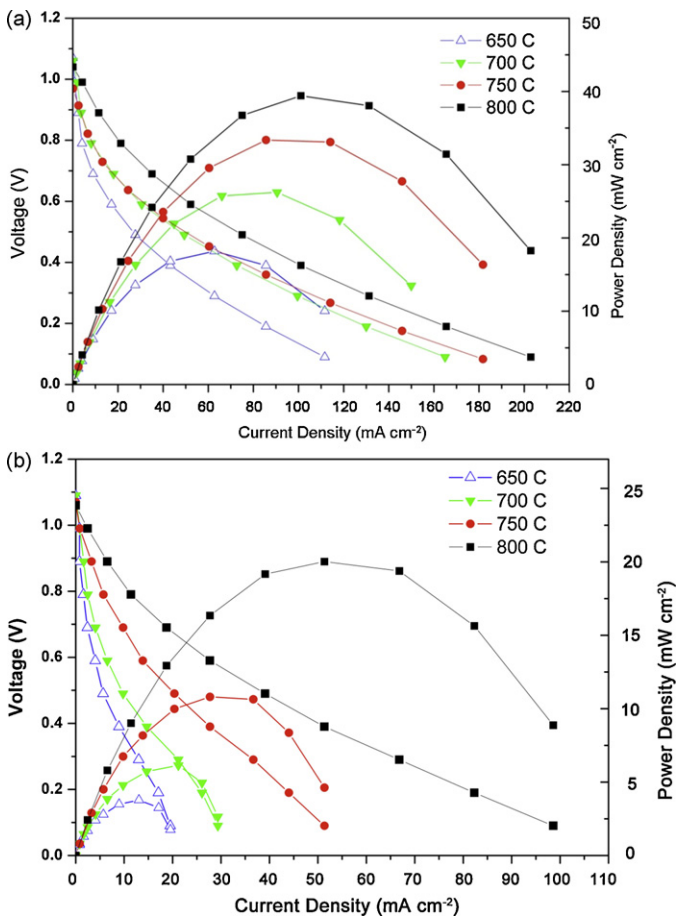 (a)
1.2
1.0
0.8
0.6
0.4
0.2
0.0
Voltage (V)
650 C
700 C
750 C
800 C
50
40
30
20
10
0
Power Density (mW cm⁻²)
0 20 40 60 80 100 120 140 160 180 200 220
Current Density (mA cm⁻²)
(b)
1.2
1.0
0.8
0.6
0.4
0.2
0.0
Voltage (V)
650 C
700 C
750 C
800 C
25
20
15
10
5
0
Power Density (mW cm⁻²)
0 10 20 30 40 50 60 70 80 90 100 110
Current Density (mA cm⁻²)